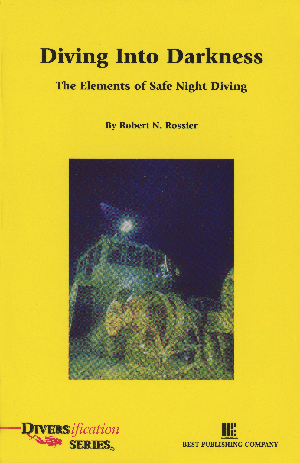 Diving Into Darkness
The Elements of Safe Night Diving
By Robert N. Rossier
DIVERSification
SERIES
BEST PUBLISHING COMPANY